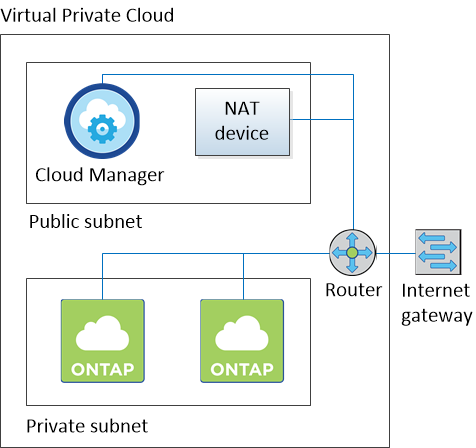 Virtual Private Cloud
NAT
device
Cloud Manager
Public subnet
Router
Internet
gateway
ONTAP
ONTAP
Private subnet